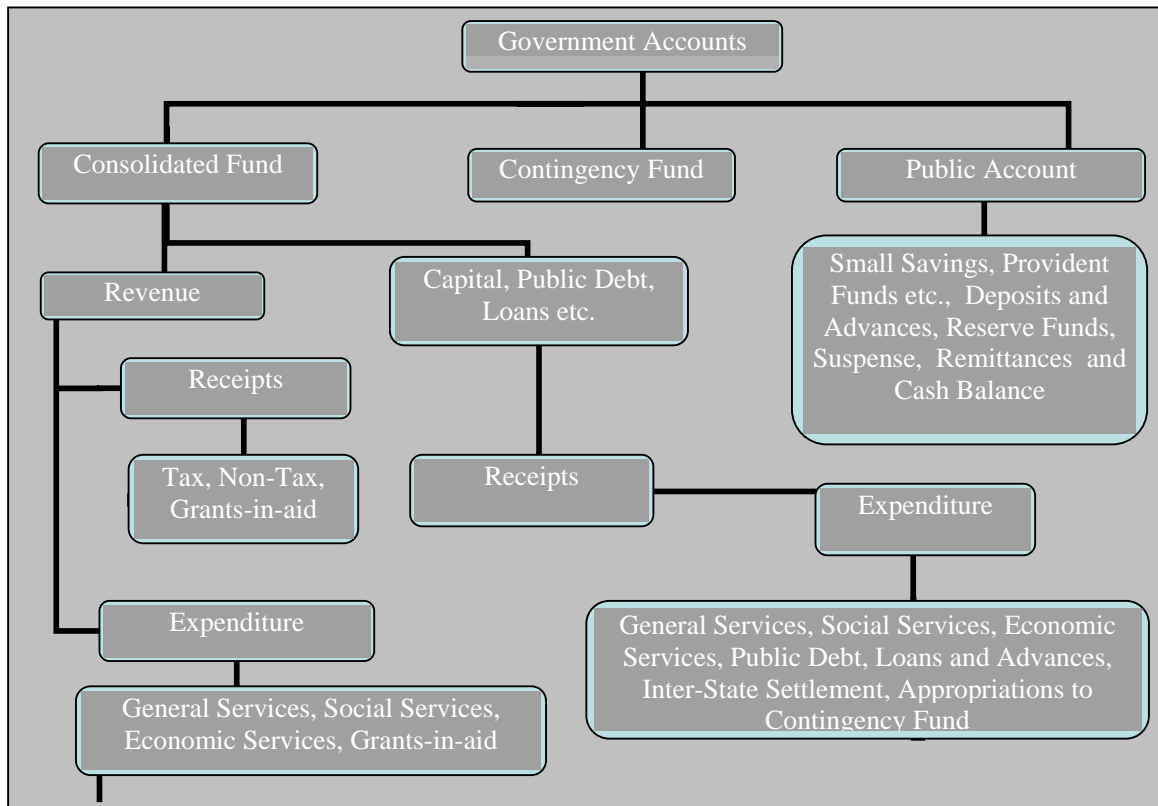 Government Accounts
Consolidated Fund
Contingency Fund
Public Account
Revenue
Capital, Public Debt,
Loans etc.
Small Savings, Provident
Funds etc., Deposits and
Advances, Reserve Funds,
Suspense, Remittances and
Cash Balance
Receipts
Tax, Non-Tax,
Grants-in-aid
Receipts
Expenditure
Expenditure
General Services, Social Services,
Economic Services, Grants-in-aid
General Services, Social Services, Economic
Services, Public Debt, Loans and Advances,
Inter-State Settlement, Appropriations to
Contingency Fund